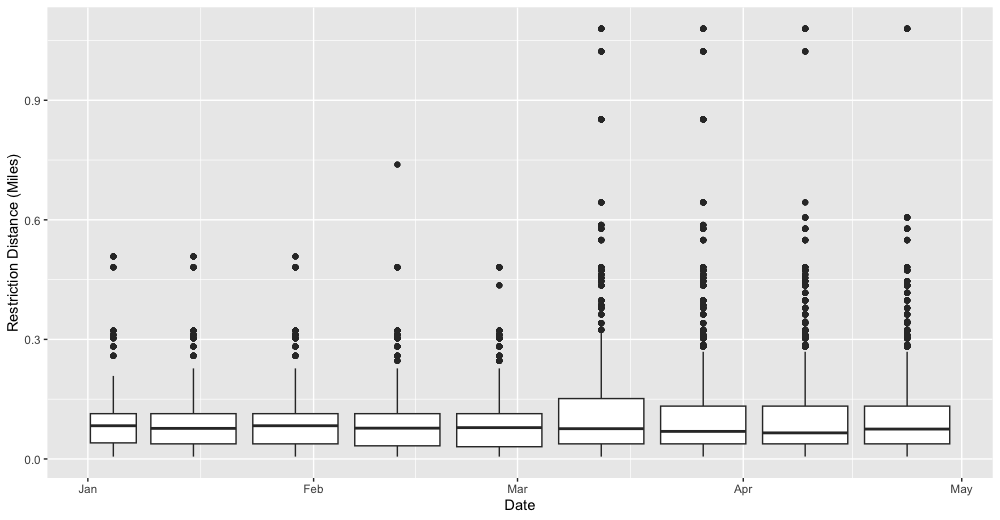 Restriction Distance (Miles)
0.9
0.6
0.3
0.0
Jan Feb Mar Apr May
Date